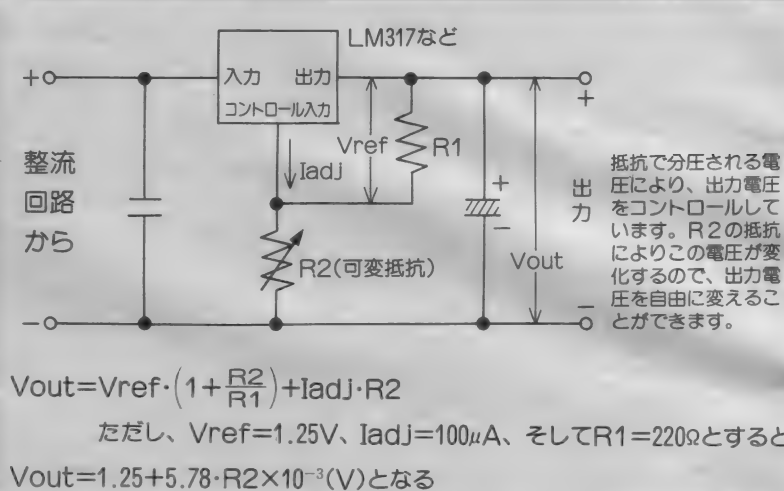 LM317など
入力 出力
コントロール入力
Vref
R1
Iadj
R2(可変抵抗)
整流
回路
から
+
−
+
−
Vout
+
出
力
−
抵抗で分圧される電
圧により、出力電圧
をコントロールして
います。R2の抵抗
によりこの電圧が変
化するので、出力電
圧を自由に変えるこ
とができます。
Vout=Vref·(1+R2/R1)+Iadj·R2
ただし、Vref=1.25V、Iadj=100μA、そしてR1=220Ωとすると
Vout=1.25+5.78·R2×10⁻³(V)となる